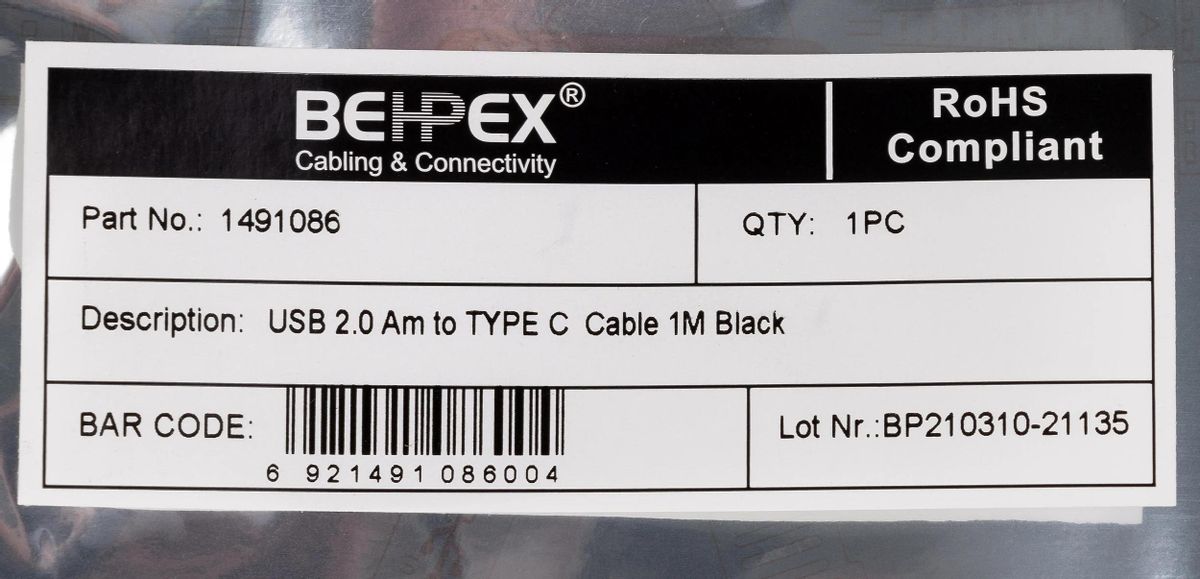 BEHPEX®
Cabling & Connectivity
RoHS
Compliant
Part No.: 1491086
QTY: 1PC
Description: USB 2.0 Am to TYPE C Cable 1M Black
BAR CODE:
6 921491 086004
Lot Nr.:BP210310-21135